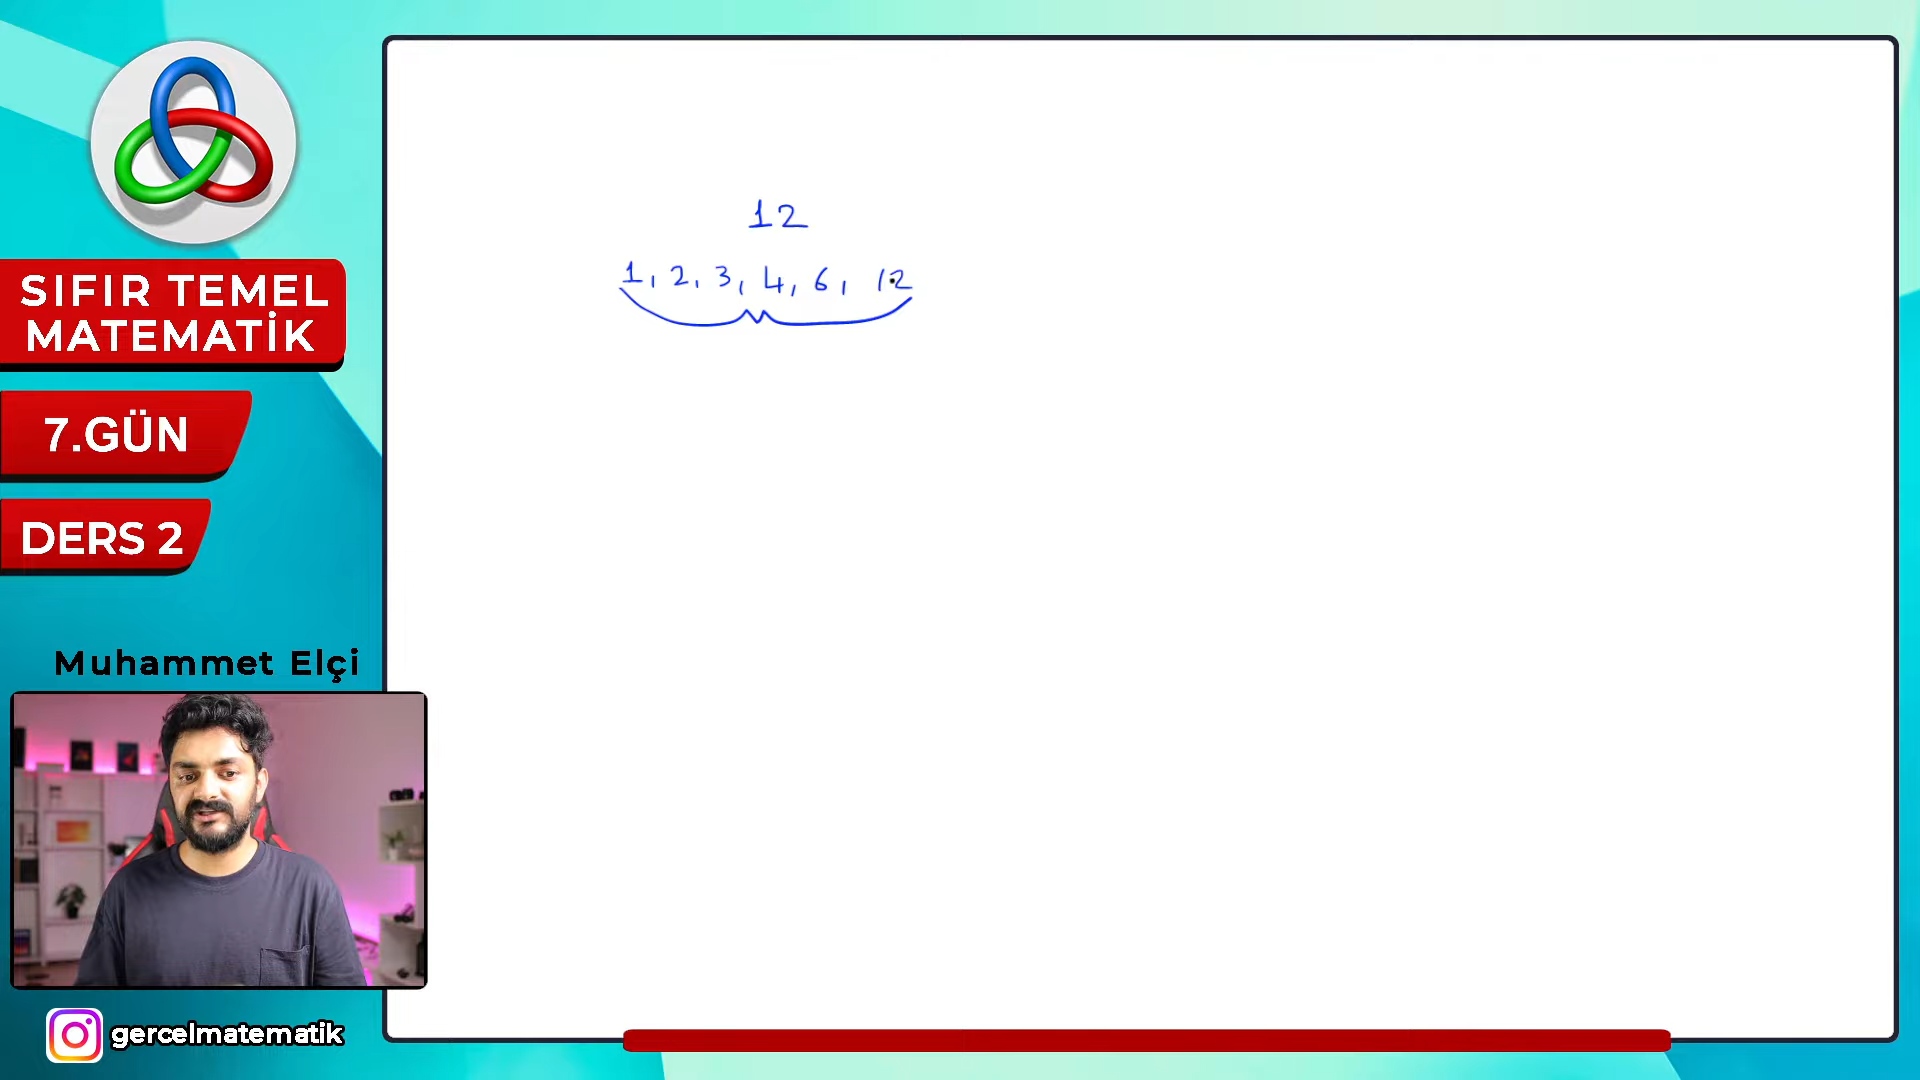 SIFIR TEMEL
MATEMATİK
7.GÜN
DERS 2
Muhammet Elçi
gercelmatematik
12
1, 2, 3, 4, 6, 12